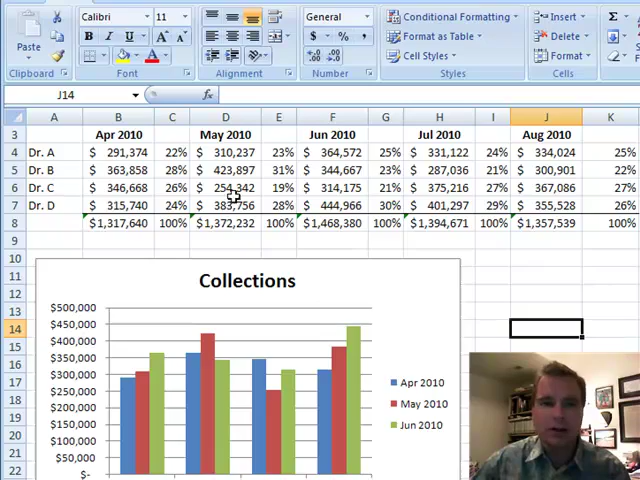 Calibri 11 A A General Conditional Formatting Insert Σ
Paste B I U $ % , Format as Table Delete
A Cell Styles Format
Clipboard Font Alignment Number Styles Cells
J14 fx
A B C D E F G H I J K
3 Apr 2010 May 2010 Jun 2010 Jul 2010 Aug 2010
4 Dr. A $ 291,374 22% $ 310,237 23% $ 364,572 25% $ 331,122 24% $ 334,024 25%
5 Dr. B $ 363,858 28% $ 423,897 31% $ 344,667 23% $ 287,036 21% $ 300,901 22%
6 Dr. C $ 346,668 26% $ 254,342 19% $ 314,175 21% $ 375,216 27% $ 367,086 27%
7 Dr. D $ 315,740 24% $ 383,756 28% $ 444,966 30% $ 401,297 29% $ 355,528 26%
8 $1,317,640 100% $1,372,232 100% $1,468,380 100% $1,394,671 100% $1,357,539 100%
9
10
11 Collections
12
13 $500,000
14 $450,000
15 $400,000
16 $350,000
17 $300,000 Apr 2010
18 $250,000 May 2010
19 $200,000 Jun 2010
20 $150,000
21 $100,000
22 $50,000
$-